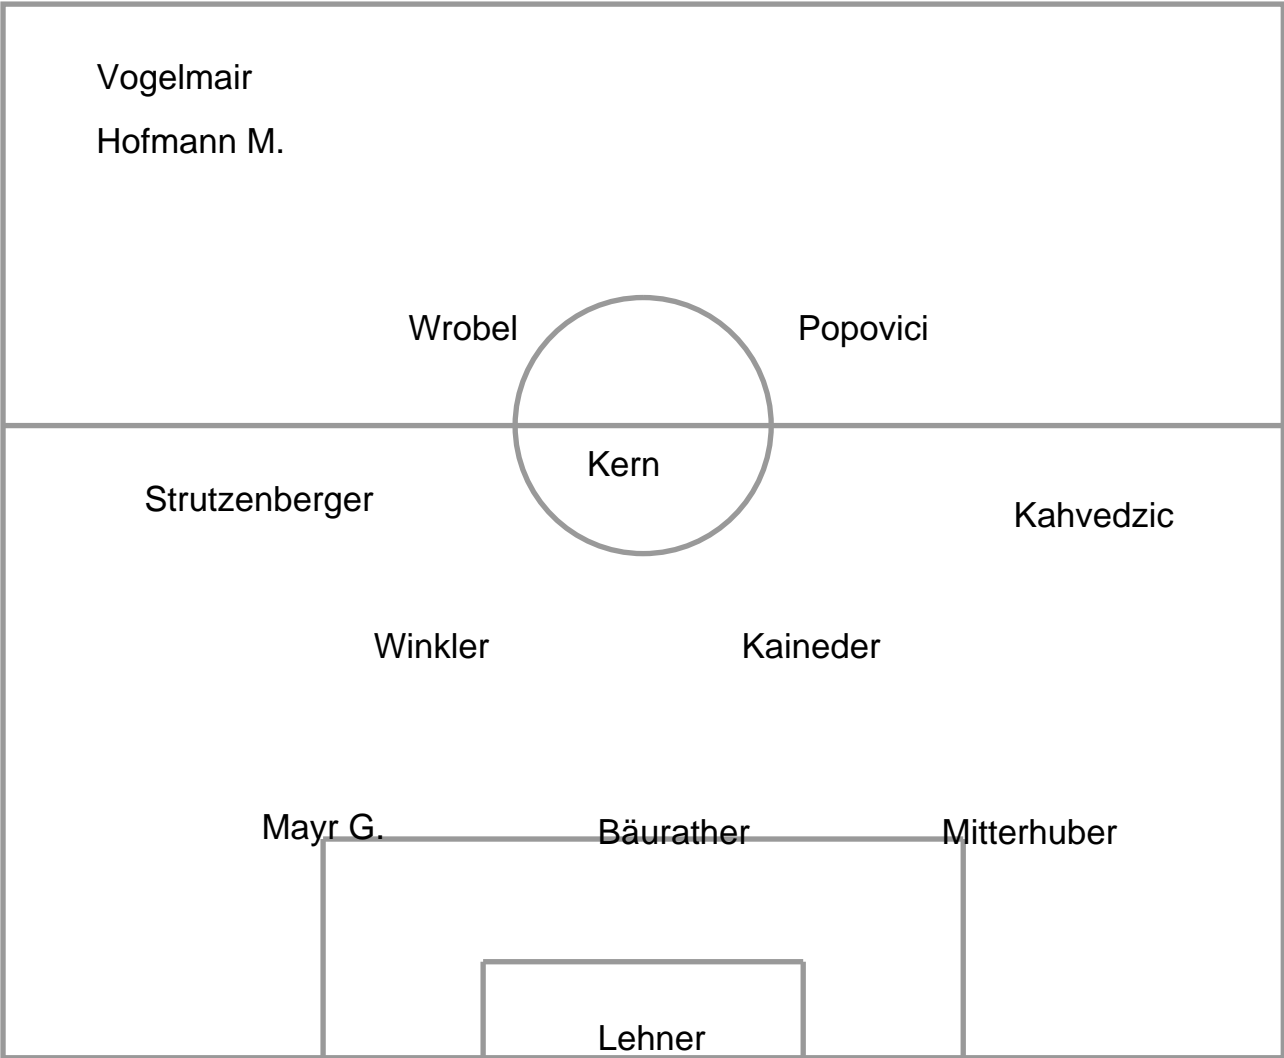 Vogelmair
Hofmann M.
Wrobel
Popovici
Kern
Strutzenberger
Kahvedzic
Winkler
Kaineder
Mayr G.
Bäurather
Mitterhuber
Lehner